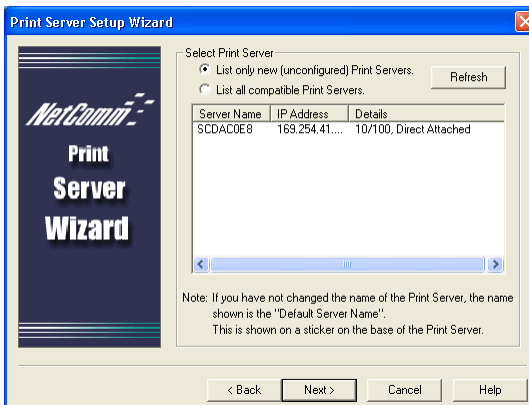 Print Server Setup Wizard
NetComm
Print
Server
Wizard
Select Print Server
List only new (unconfigured) Print Servers.
List all compatible Print Servers.
Refresh
Server Name IP Address Details
SCDAC0E8 169.254.41.... 10/100, Direct Attached
Note: If you have not changed the name of the Print Server, the name
shown is the "Default Server Name".
This is shown on a sticker on the base of the Print Server.
< Back Next > Cancel Help